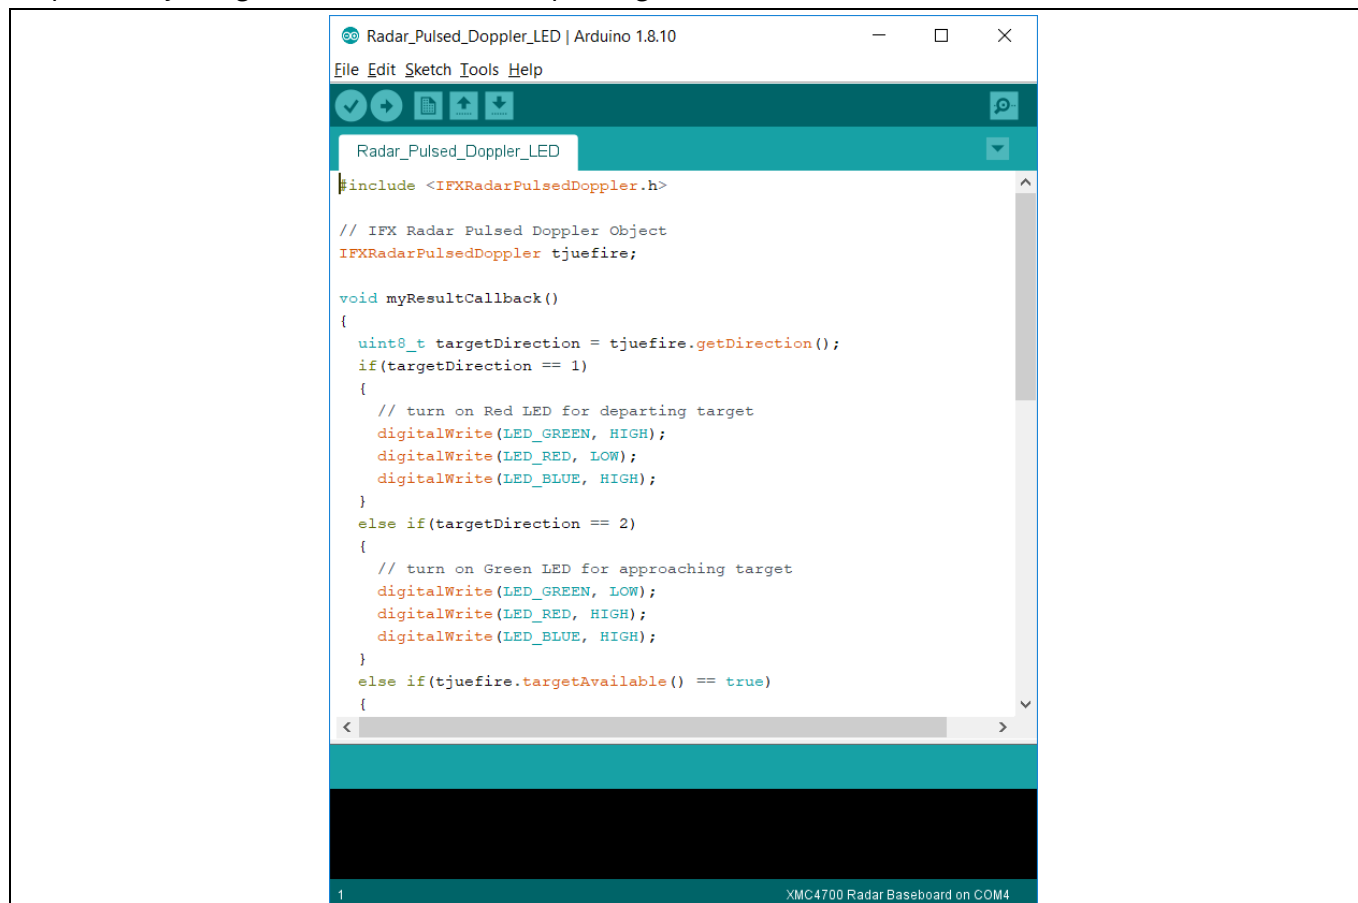 Radar_Pulsed_Doppler_LED | Arduino 1.8.10
File Edit Sketch Tools Help
Radar_Pulsed_Doppler_LED
#include <IFXRadarPulsedDoppler.h>
// IFX Radar Pulsed Doppler Object
IFXRadarPulsedDoppler tjuefire;
void myResultCallback()
{
uint8_t targetDirection = tjuefire.getDirection();
if(targetDirection == 1)
{
// turn on Red LED for departing target
digitalWrite(LED_GREEN, HIGH);
digitalWrite(LED_RED, LOW);
digitalWrite(LED_BLUE, HIGH);
}
else if(targetDirection == 2)
{
// turn on Green LED for approaching target
digitalWrite(LED_GREEN, LOW);
digitalWrite(LED_RED, HIGH);
digitalWrite(LED_BLUE, HIGH);
}
else if(tjuefire.targetAvailable() == true)
{
1 XMC4700 Radar Baseboard on COM4